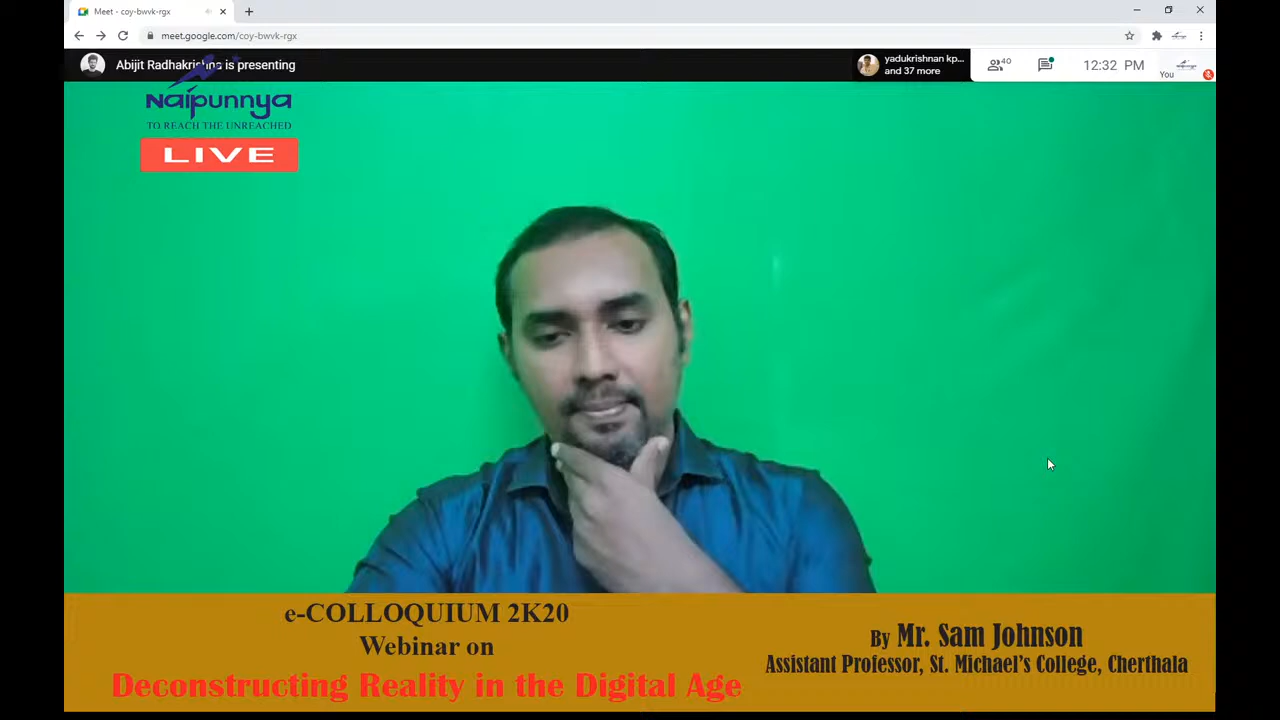 Meet - coy-bwvk-rgx
meet.google.com/coy-bwvk-rgx
Abijit Radhakrishna is presenting
yadukrishnan kp...
and 37 more
40
12:32 PM
You
Naipunnya
TO REACH THE UNREACHED
LIVE
e-COLLOQUIUM 2K20
Webinar on
Deconstructing Reality in the Digital Age
By Mr. Sam Johnson
Assistant Professor, St. Michael's College, Cherthala